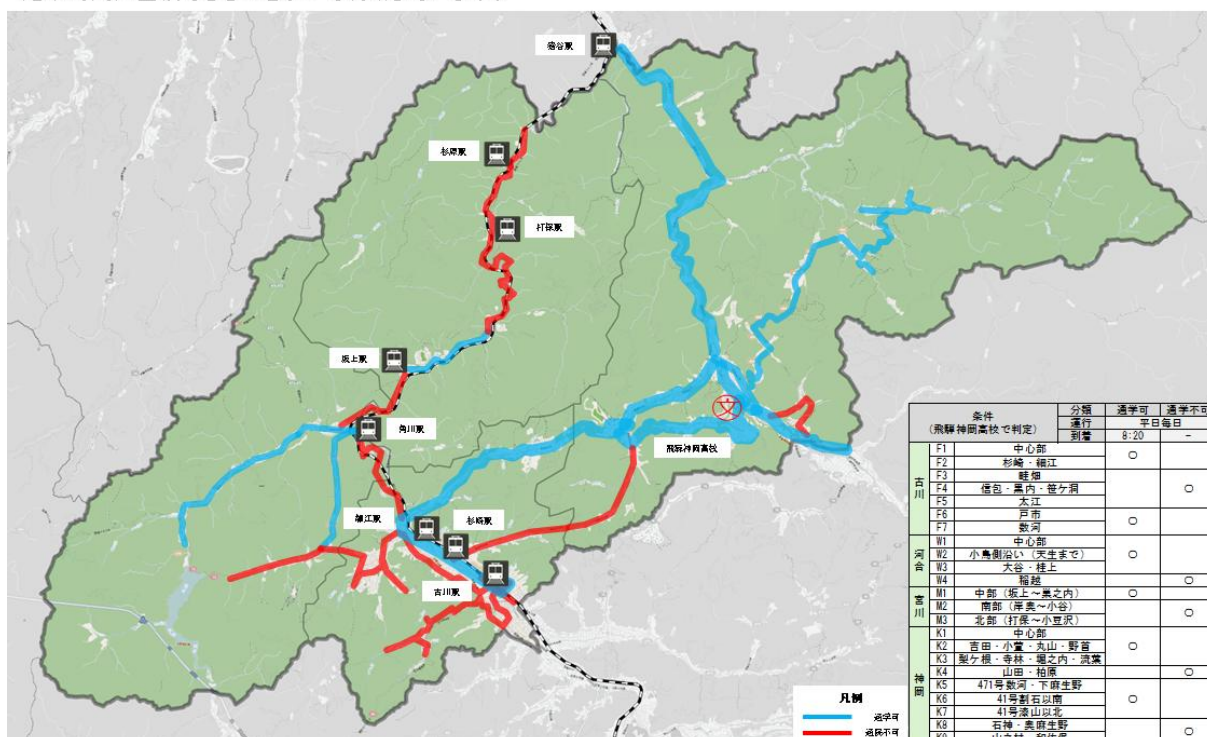 猪谷駅
杉原駅
打保駅
坂上駅
角川駅
飛騨神岡高校
細江駅
杉崎駅
古川駅
文
凡例
通学可
通院不可
条件
(飛騨神岡高校で判定)
分類 通学可 通学不可
運行 平日毎日
到着 8:20 -
古川
F1 中心部 ○
F2 杉崎・細江
F3 畦畑
F4 信包・黒内・笹ケ洞 ○
F5 太江
F6 戸市 ○
F7 数河
河合
W1 中心部
W2 小鳥側沿い(天生まで) ○
W3 大谷・桂上
W4 稲越 ○
宮川
M1 中部(坂上~巣之内) ○
M2 南部(岸奥~小谷) ○
M3 北部(打保~小豆沢)
神岡
K1 中心部
K2 吉田・小萱・丸山・野首 ○
K3 梨ケ根・寺林・堀之内・流葉
K4 山田・柏原 ○
K5 471号数河・下麻生野
K6 41号割石以南 ○
K7 41号漆山以北
K8 石神・奥麻生野 ○